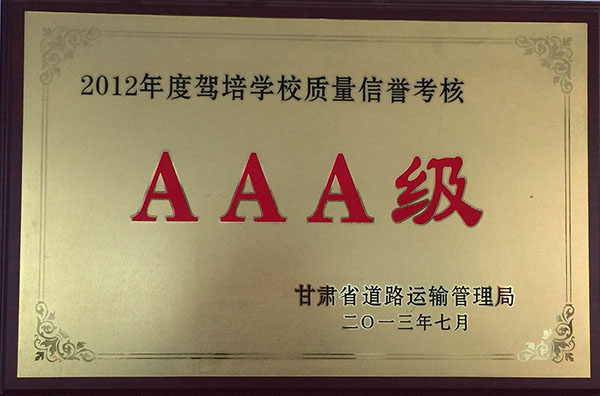 2012年度驾培学校质量信誉考核
AAA级
甘肃省道路运输管理局
二〇一三年七月